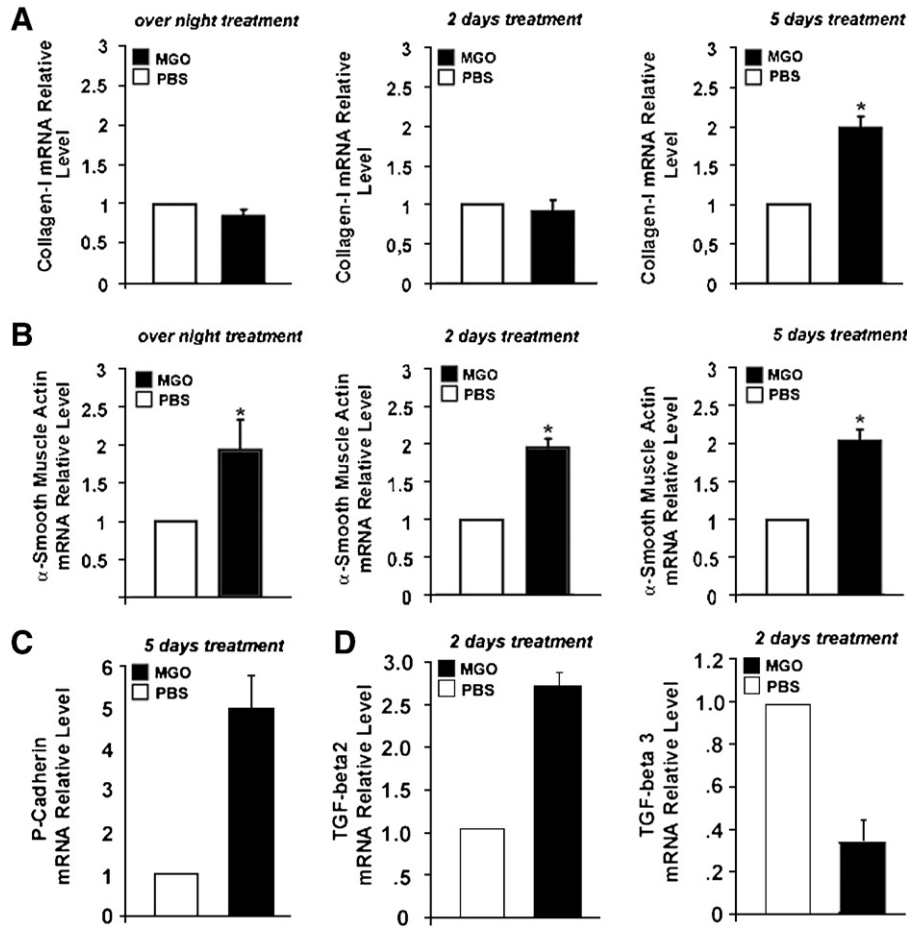 A
over night treatment
Collagen-I mRNA Relative
Level
3
2.5
2
1.5
1
0.5
0
MGO
PBS
2 days treatment
Collagen-I mRNA Relative
Level
3
2.5
2
1.5
1
0,5
0
MGO
PBS
5 days treatment
Collagen-I mRNA Relative
Level
3
2.5
2
1.5
1
0,5
0
MGO
PBS
*
B
over night treatment
α-Smooth Muscle Actin
mRNA Relative Level
3
2.5
2
1.5
1
0.5
MGO
PBS
*
2 days treatment
α-Smooth Muscle Actin
mRNA Relative Level
3
2.5
2
1.5
1
0.5
0
MGO
PBS
*
5 days treatment
α-Smooth Muscle Actin
mRNA Relative Level
3
2.5
2
1.5
1
0.5
0
MGO
PBS
*
C
5 days treatment
P-Cadherin
mRNA Relative Level
6
5
4
3
2
1
0
MGO
PBS
D
2 days treatment
TGF-beta2
mRNA Relative Level
3.0
2.5
2.0
1.0
.5
0
MGO
PBS
2 days treatment
TGF-beta 3
mRNA Relative Level
1.2
1.0
.8
.6
.4
.2
0
MGO
PBS